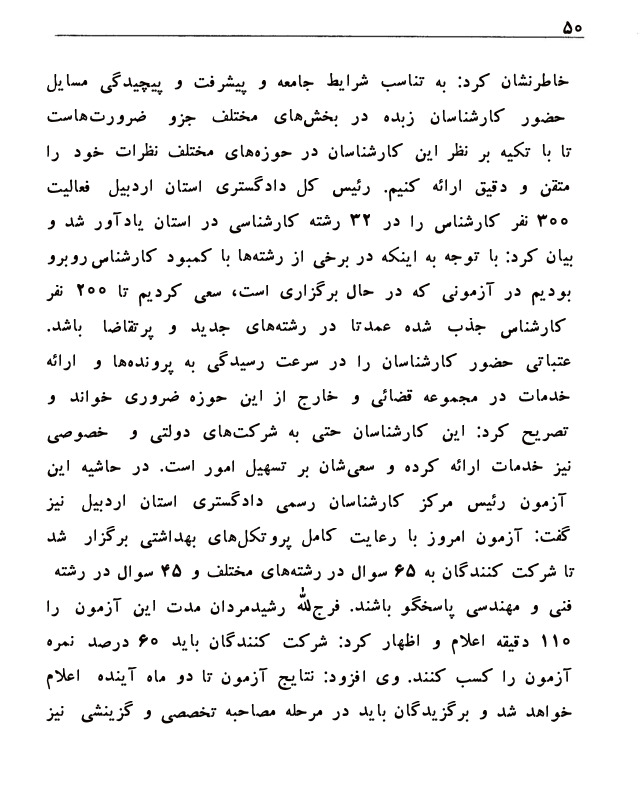 ۵۰
خاطرنشان کرد: به تناسب شرایط جامعه و پیشرفت و پیچیدگی مسایل
حضور کارشناسان زبده در بخش‌های مختلف جزو ضرورت‌هاست
تا با تکیه بر نظر این کارشناسان در حوزه‌های مختلف نظرات خود را
متقن و دقیق ارائه کنیم. رئیس کل دادگستری استان اردبیل فعالیت
۳۰۰ نفر کارشناس را در ۳۲ رشته کارشناسی در استان یادآور شد و
بیان کرد: با توجه به اینکه در برخی از رشته‌ها با کمبود کارشناس روبرو
بودیم در آزمونی که در حال برگزاری است، سعی کردیم تا ۲۰۰ نفر
کارشناس جذب شده عمدتا در رشته‌های جدید و پرتقاضا باشد.
عتباتی حضور کارشناسان را در سرعت رسیدگی به پرونده‌ها و ارائه
خدمات در مجموعه قضائی و خارج از این حوزه ضروری خواند و
تصریح کرد: این کارشناسان حتی به شرکت‌های دولتی و خصوصی
نیز خدمات ارائه کرده و سعی‌شان بر تسهیل امور است. در حاشیه این
آزمون رئیس مرکز کارشناسان رسمی دادگستری استان اردبیل نیز
گفت: آزمون امروز با رعایت کامل پروتکل‌های بهداشتی برگزار شد
تا شرکت کنندگان به ۶۵ سوال در رشته‌های مختلف و ۴۵ سوال در رشته
فنی و مهندسی پاسخگو باشند. فرج‌الله رشیدمردان مدت این آزمون را
۱۱۰ دقیقه اعلام و اظهار کرد: شرکت کنندگان باید ۶۰ درصد نمره
آزمون را کسب کنند. وی افزود: نتایج آزمون تا دو ماه آینده اعلام
خواهد شد و برگزیدگان باید در مرحله مصاحبه تخصصی و گزینشی نیز